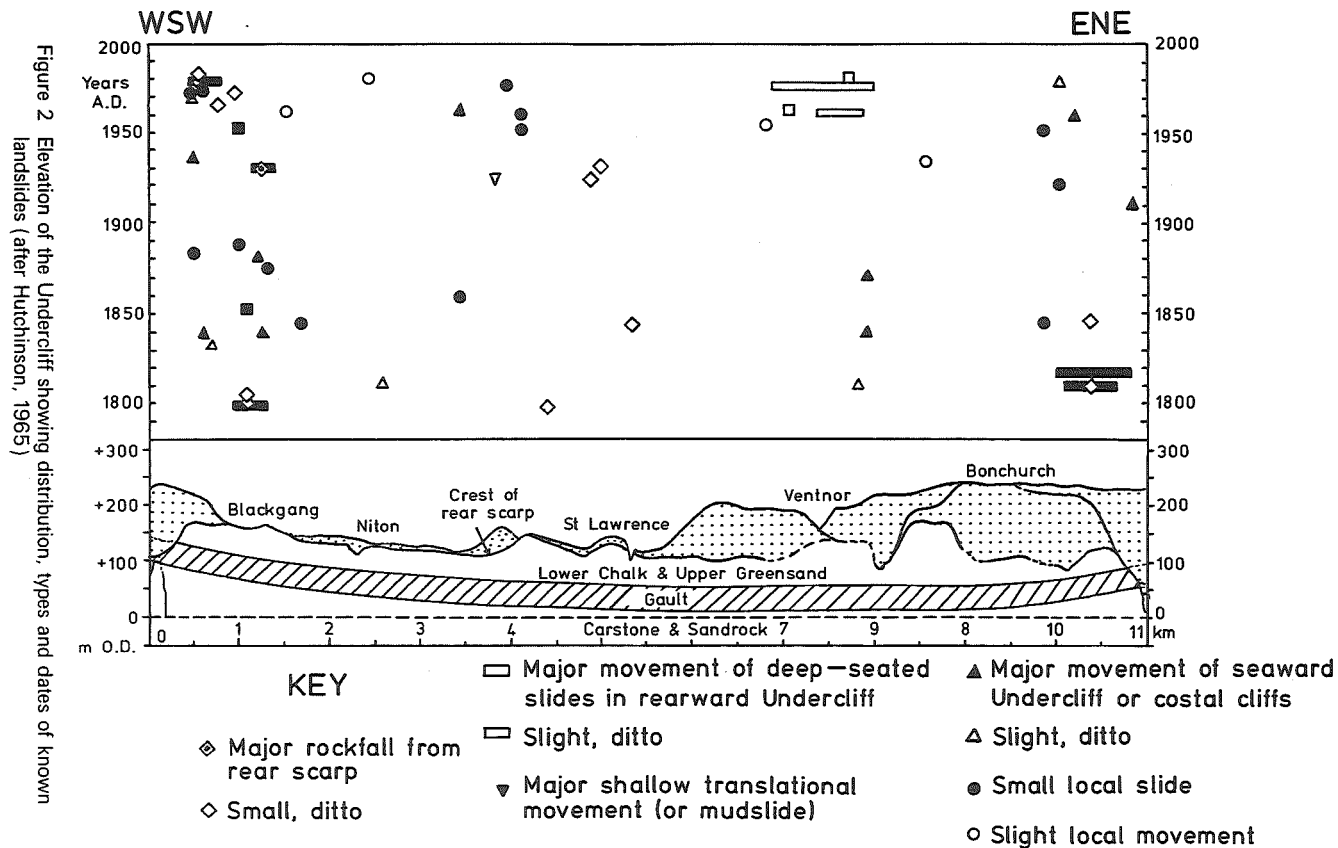 WSW
ENE
2000
2000
Years
A.D.
1950
1950
1900
1900
1850
1850
1800
1800
+300
300
Bonchurch
+200
200
Blackgang
Crest of
rear scarp
Ventnor
Niton
St Lawrence
+100
100
Lower Chalk & Upper Greensand
Gault
0
0
m O.D.
0 1 2 3 4 Carstone & Sandrock 7 9 8 10 11 km
KEY
Major rockfall from
rear scarp
Small, ditto
Major movement of deep-seated
slides in rearward Undercliff
Slight, ditto
Major shallow translational
movement (or mudslide)
Major movement of seaward
Undercliff or costal cliffs
Slight, ditto
Small local slide
Slight local movement
Figure 2 Elevation of the Undercliff showing distribution, types and dates of known
landslides (after Hutchinson, 1965)